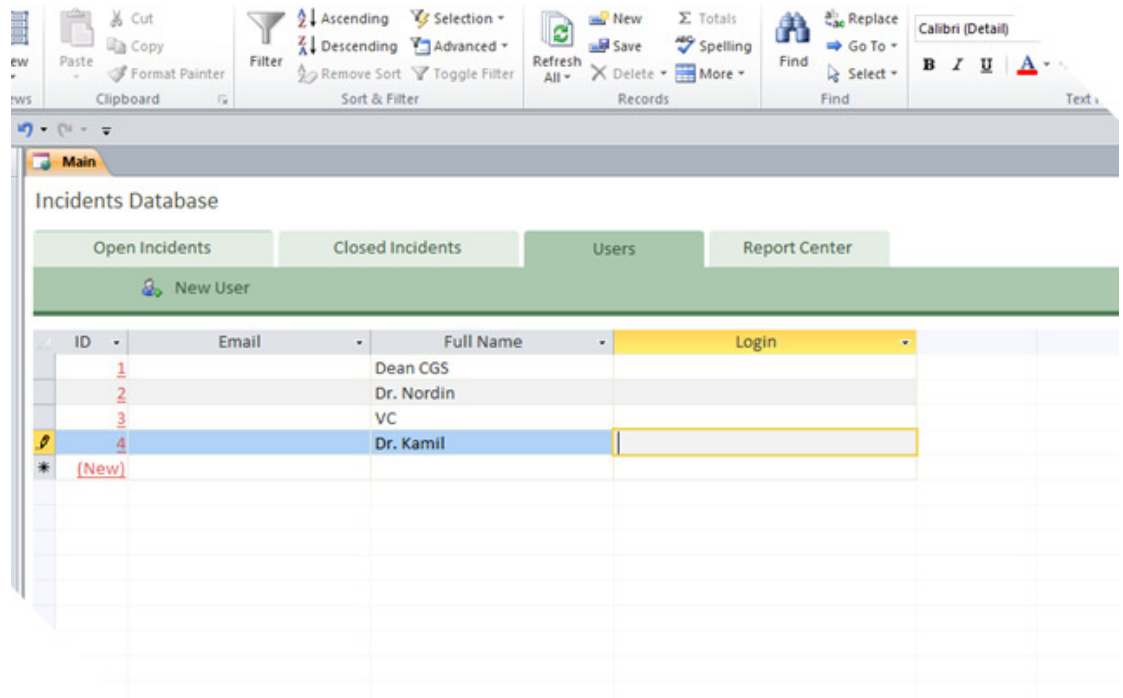 Cut
Copy
Format Painter
Paste
Clipboard
Filter
Ascending
Descending
Remove Sort
Selection
Advanced
Toggle Filter
Sort & Filter
Refresh
All
New
Save
Delete
Totals
Spelling
More
Records
Find
Replace
Go To
Select
Find
Calibri (Detail)
B I U A
Text
Main
Incidents Database
Open Incidents Closed Incidents Users Report Center
New User
ID Email Full Name Login
1 Dean CGS
2 Dr. Nordin
3 VC
4 Dr. Kamil
(New)